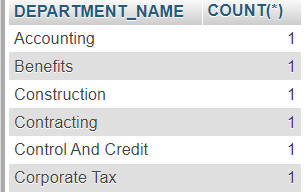 DEPARTMENT_NAME COUNT(*)
Accounting 1
Benefits 1
Construction 1
Contracting 1
Control And Credit 1
Corporate Tax 1